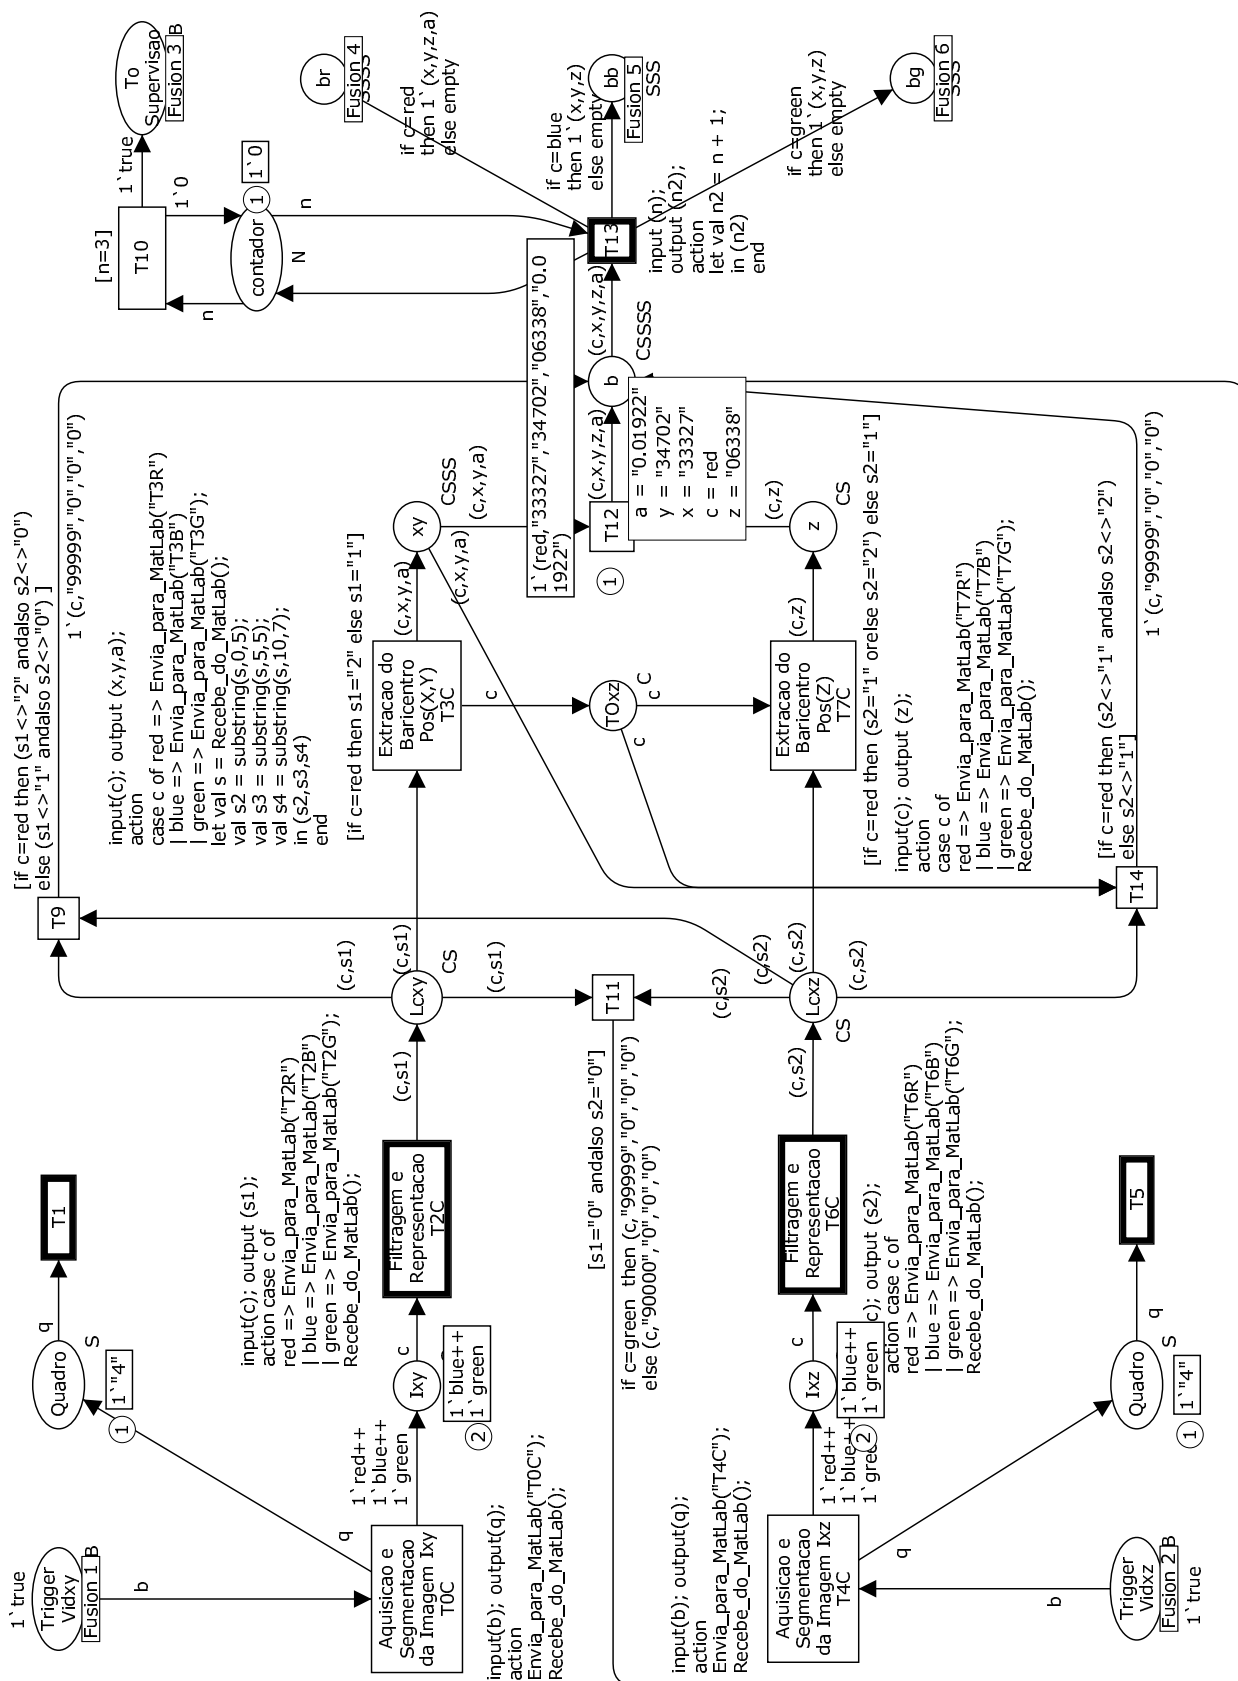 1`true
Trigger
Vidxy
Fusion 1
B
b
Aquisicao e
Segmentacao
da Imagem Ixy
T0C
input(b); output(q);
action
Envia_para_MatLab("T0C");
Recebe_do_MatLab();
q
Quadro
S
1
1`"4"
q
T1
1`red++
1`blue++
1`green
Ixy
2
1`blue++
1`green
c
Filtragem e
Representacao
T2C
input(c); output (s1);
action case c of
red => Envia_para_MatLab("T2R")
| blue => Envia_para_MatLab("T2B")
| green => Envia_para_MatLab("T2G");
Recebe_do_MatLab();
(c,s1)
Lcxy
CS
(c,s1)
(c,s1)
(c,s1)
T9
[if c=red then (s1<>"2" andalso s2<>"0")
else (s1<>"1" andalso s2<>"0") ]
1`(c,"99999","0","0","0")
input(c); output (x,y,a);
action
case c of red => Envia_para_MatLab("T3R")
| blue => Envia_para_MatLab("T3B")
| green => Envia_para_MatLab("T3G");
let val s = Recebe_do_MatLab();
val s2 = substring(s,0,5);
val s3 = substring(s,5,5);
val s4 = substring(s,10,7);
in (s2,s3,s4)
end
[if c=red then s1="2" else s1="1"]
Extracao do
Baricentro
Pos(X,Y)
T3C
(c,x,y,a)
xy
CSSS
(c,x,y,a)
(c,x,y,a)
c
TOxz
C
c
c
T11
[s1="0" andalso s2="0"]
if c=green then (c,"99999","0","0","0")
else (c,"90000","0","0","0")
1`true
Trigger
Vidxz
Fusion 2
B
b
Aquisicao e
Segmentacao
da Imagem Ixz
T4C
input(b); output(q);
action
Envia_para_MatLab("T4C");
Recebe_do_MatLab();
q
Quadro
S
1
1`"4"
q
T5
1`red++
1`blue++
1`green
Ixz
2
1`blue++
1`green
c
Filtragem e
Representacao
T6C
c); output (s2);
action case c of
red => Envia_para_MatLab("T6R")
| blue => Envia_para_MatLab("T6B")
| green => Envia_para_MatLab("T6G");
Recebe_do_MatLab();
(c,s2)
Lcxz
CS
(c,s2)
(c,s2)
(c,s2)
(c,s2)
Extracao do
Baricentro
Pos(Z)
T7C
[if c=red then (s2="1" orelse s2="2") else s2="1"]
input(c); output (z);
action
case c of
red => Envia_para_MatLab("T7R")
| blue => Envia_para_MatLab("T7B")
| green => Envia_para_MatLab("T7G");
Recebe_do_MatLab();
(c,z)
z
CS
(c,z)
T14
[if c=red then (s2<>"1" andalso s2<>"2")
else s2<>"1"]
1`(c,"99999","0","0","0")
T12
1
1`(red,"33327","34702","06338","0.0
1922")
(c,x,y,z,a)
a = "0.01922"
y = "34702"
x = "33327"
c = red
z = "06338"
b
CSSSS
(c,x,y,z,a)
T13
input (n);
output (n2);
action
let val n2 = n + 1;
in (n2)
end
n
contador
1
1`0
N
n
1`0
T10
[n=3]
1`true
To
Supervisao
Fusion 3
B
br
Fusion 4
SSSS
if c=red
then 1`(x,y,z,a)
else empty
bb
Fusion 5
SSS
if c=blue
then 1`(x,y,z)
else empty
bg
Fusion 6
SSS
if c=green
then 1`(x,y,z)
else empty